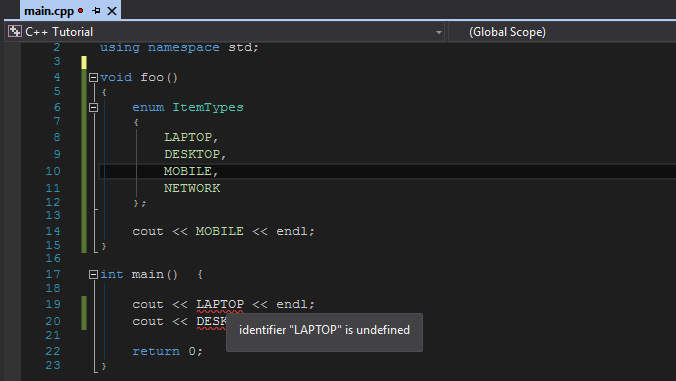 main.cpp
C++ Tutorial (Global Scope)
2 using namespace std;
3
4 void foo()
5 {
6 enum ItemTypes
7 {
8 LAPTOP,
9 DESKTOP,
10 MOBILE,
11 NETWORK
12 };
13
14 cout << MOBILE << endl;
15 }
16
17 int main() {
18
19 cout << LAPTOP << endl;
20 cout << DESK
identifier "LAPTOP" is undefined
21
22 return 0;
23 }